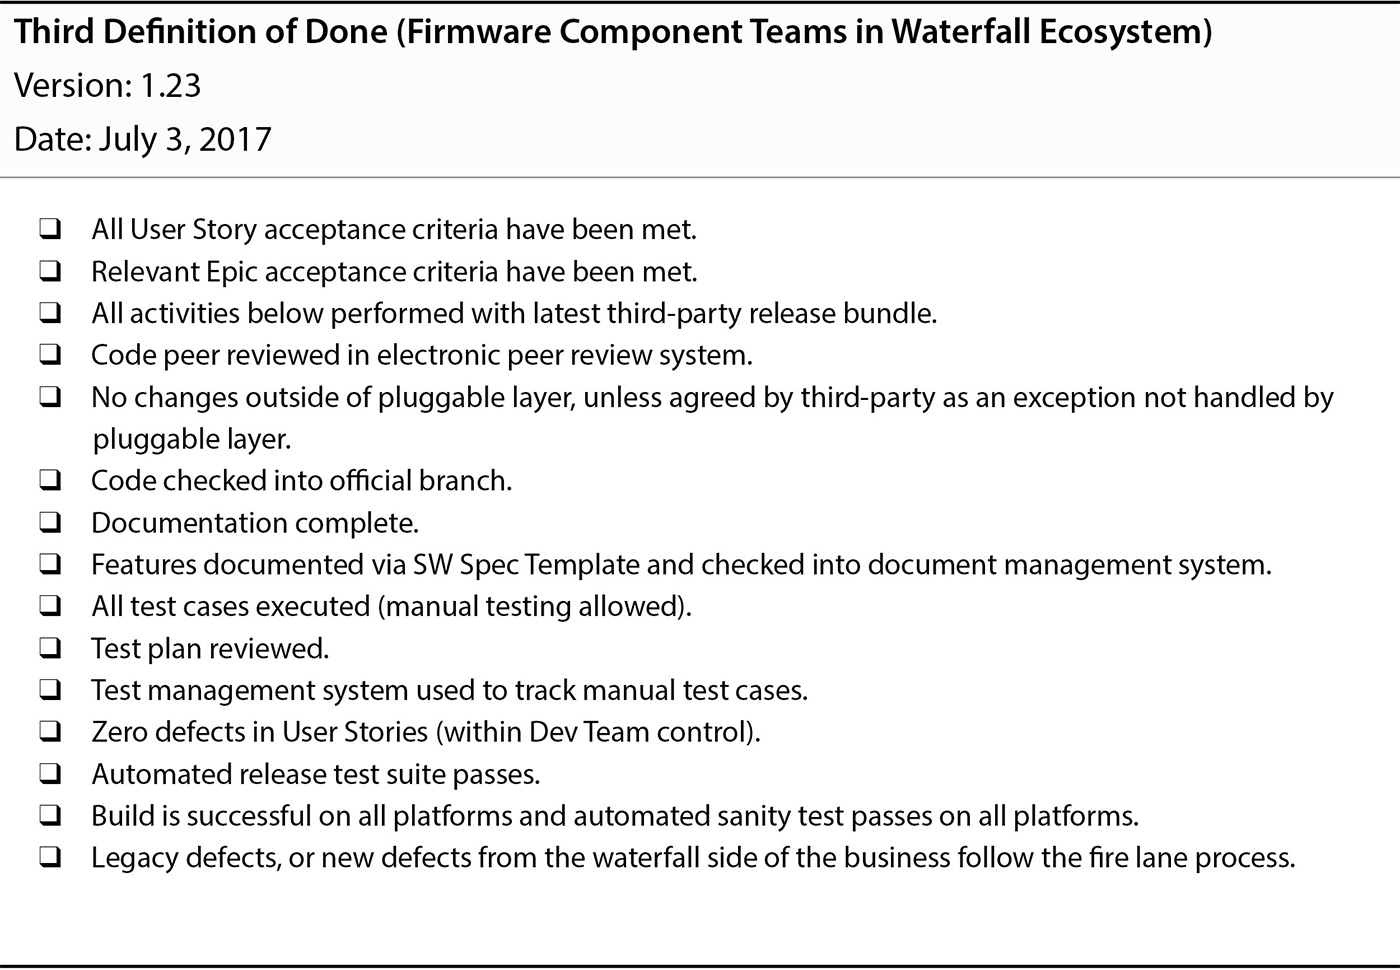 Third Definition of Done (Firmware Component Teams in Waterfall Ecosystem)
Version: 1.23
Date: July 3, 2017
❏ All User Story acceptance criteria have been met.
❏ Relevant Epic acceptance criteria have been met.
❏ All activities below performed with latest third-party release bundle.
❏ Code peer reviewed in electronic peer review system.
❏ No changes outside of pluggable layer, unless agreed by third-party as an exception not handled by
pluggable layer.
❏ Code checked into official branch.
❏ Documentation complete.
❏ Features documented via SW Spec Template and checked into document management system.
❏ All test cases executed (manual testing allowed).
❏ Test plan reviewed.
❏ Test management system used to track manual test cases.
❏ Zero defects in User Stories (within Dev Team control).
❏ Automated release test suite passes.
❏ Build is successful on all platforms and automated sanity test passes on all platforms.
❏ Legacy defects, or new defects from the waterfall side of the business follow the fire lane process.